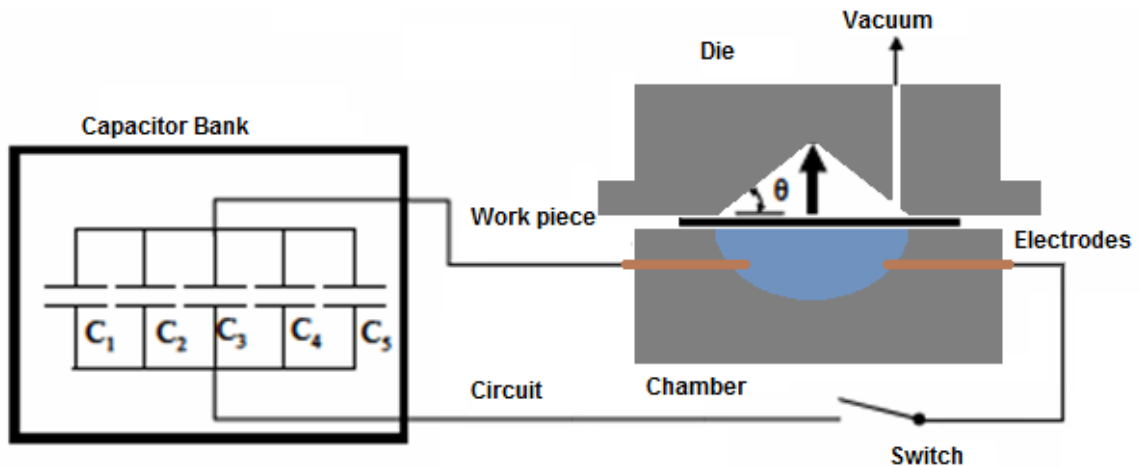 Vacuum
Die
Capacitor Bank
θ
Work piece
Electrodes
C1 C2 C3 C4 C5
Circuit
Chamber
Switch